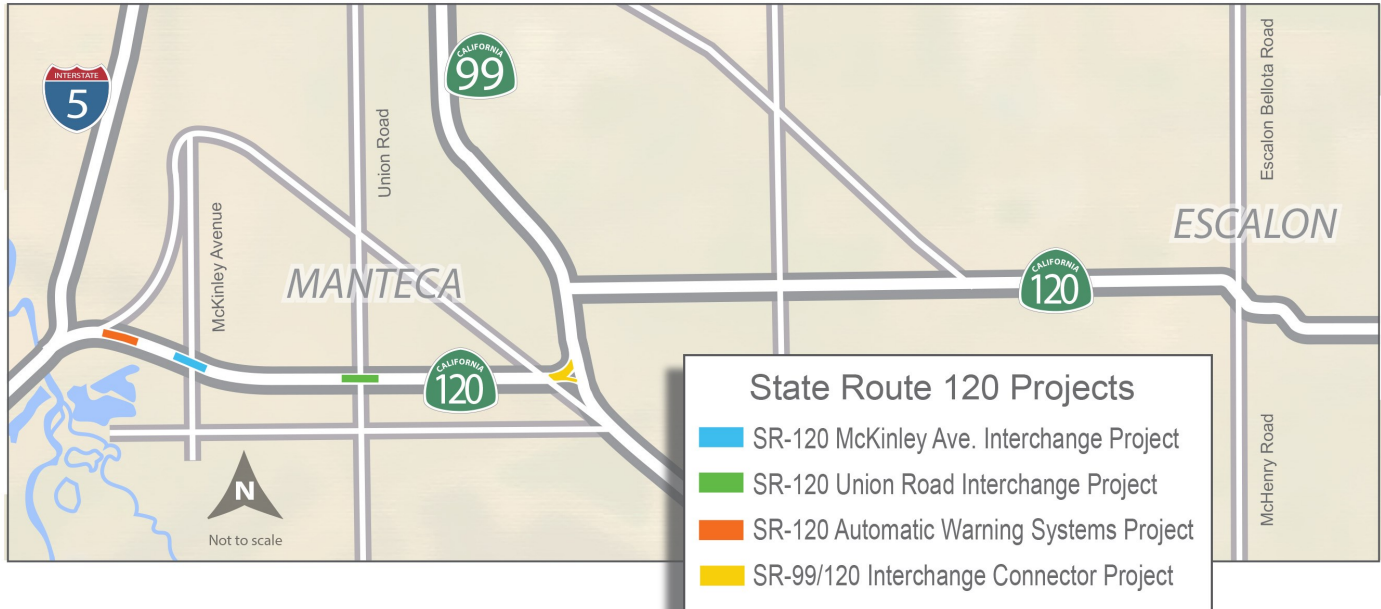 INTERSTATE
5
CALIFORNIA
99
Union Road
Escalon Bellota Road
McKinley Avenue
MANTECA
ESCALON
CALIFORNIA
120
CALIFORNIA
120
McHenry Road
N
Not to scale
State Route 120 Projects
SR-120 McKinley Ave. Interchange Project
SR-120 Union Road Interchange Project
SR-120 Automatic Warning Systems Project
SR-99/120 Interchange Connector Project